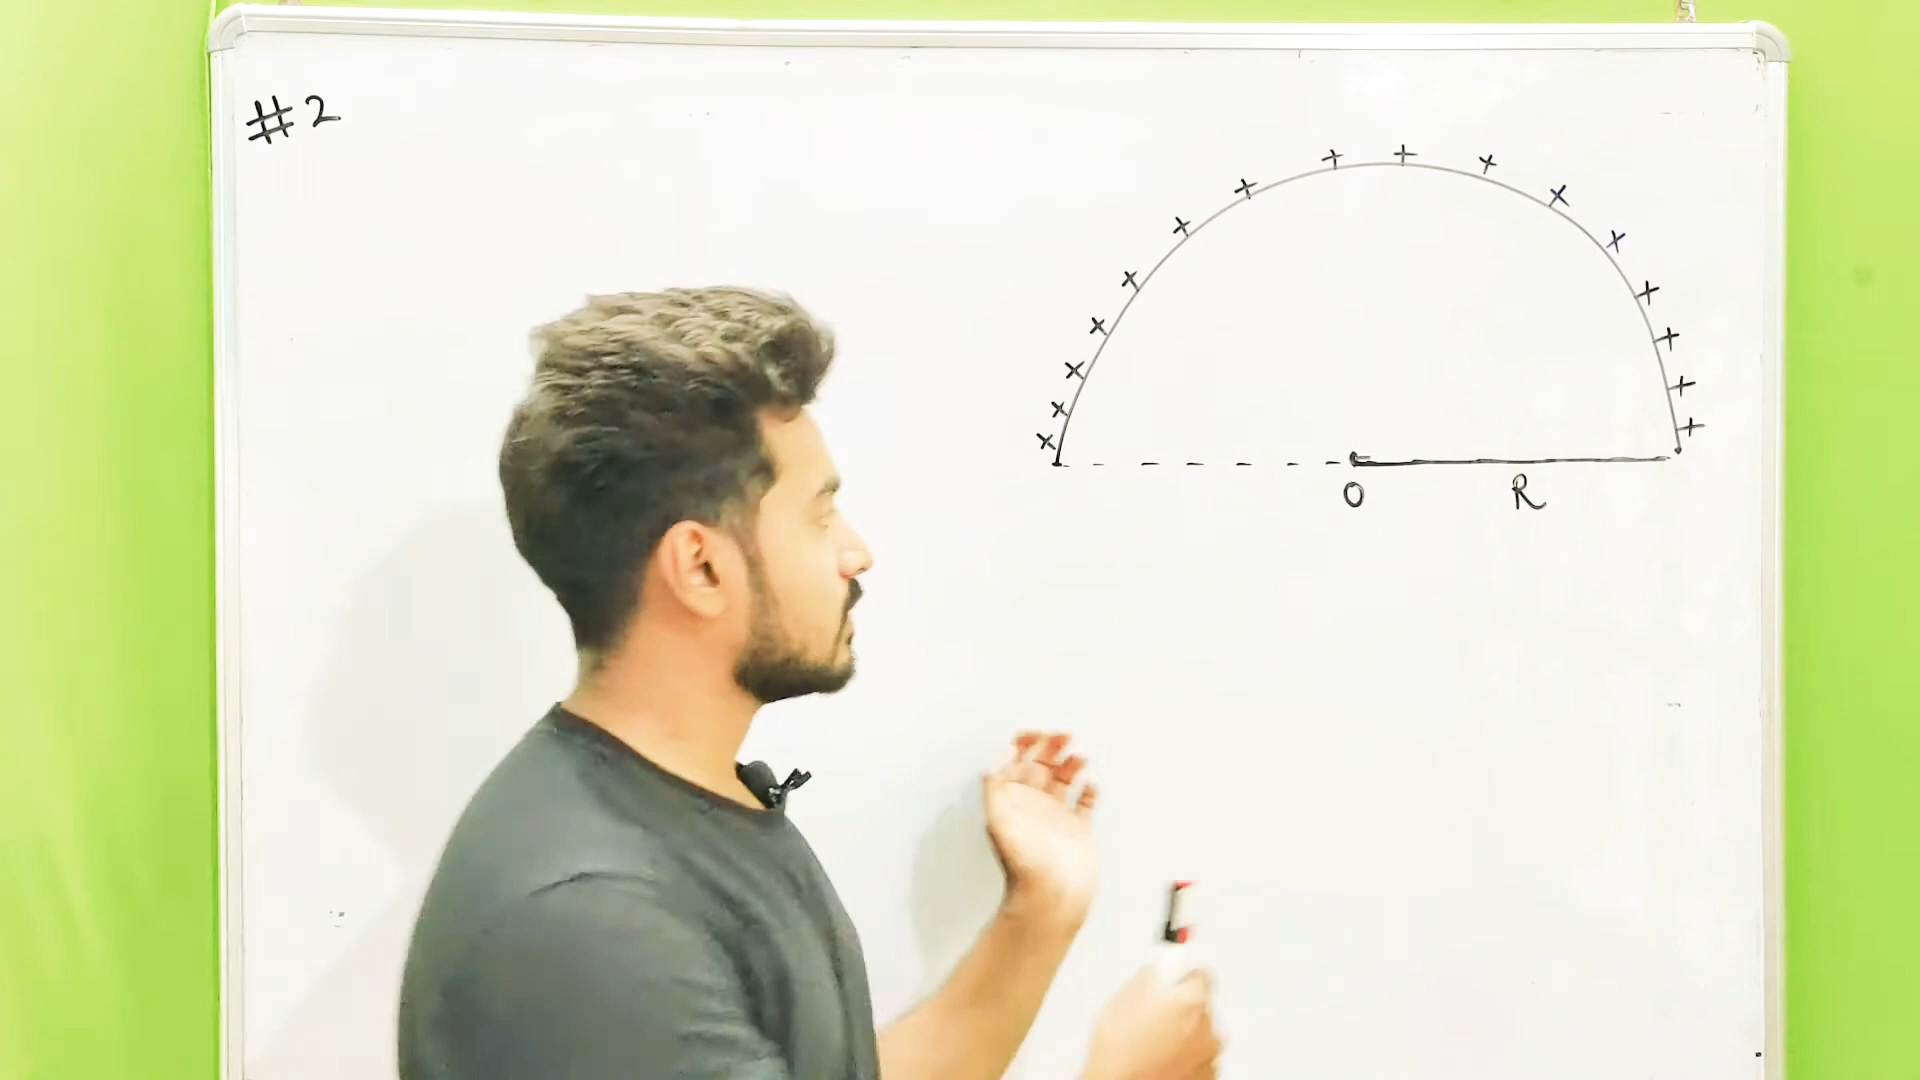 #2
+ + + + + + + + + + + + + + + + +
O R